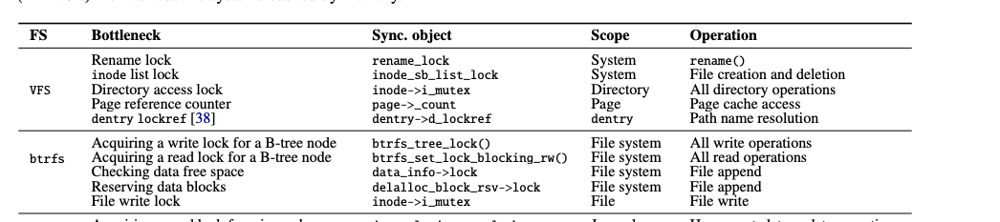 FS Bottleneck Sync. object Scope Operation
Rename lock rename_lock System rename()
inode list lock inode_sb_list_lock System File creation and deletion
VFS Directory access lock inode->i_mutex Directory All directory operations
Page reference counter page->_count Page Page cache access
dentry lockref [38] dentry->d_lockref dentry Path name resolution
Acquiring a write lock for a B-tree node btrfs_tree_lock() File system All write operations
btrfs Acquiring a read lock for a B-tree node btrfs_set_lock_blocking_rw() File system All read operations
Checking data free space data_info->lock File system File append
Reserving data blocks delalloc_block_rsv->lock File system File append
File write lock inode->i_mutex File File write